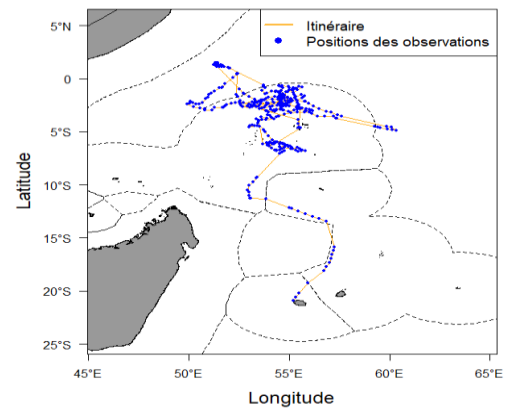 Itinéraire
Positions des observations
5°N
0
5°S
10°S
15°S
20°S
25°S
Latitude
45°E
50°E
55°E
60°E
65°E
Longitude